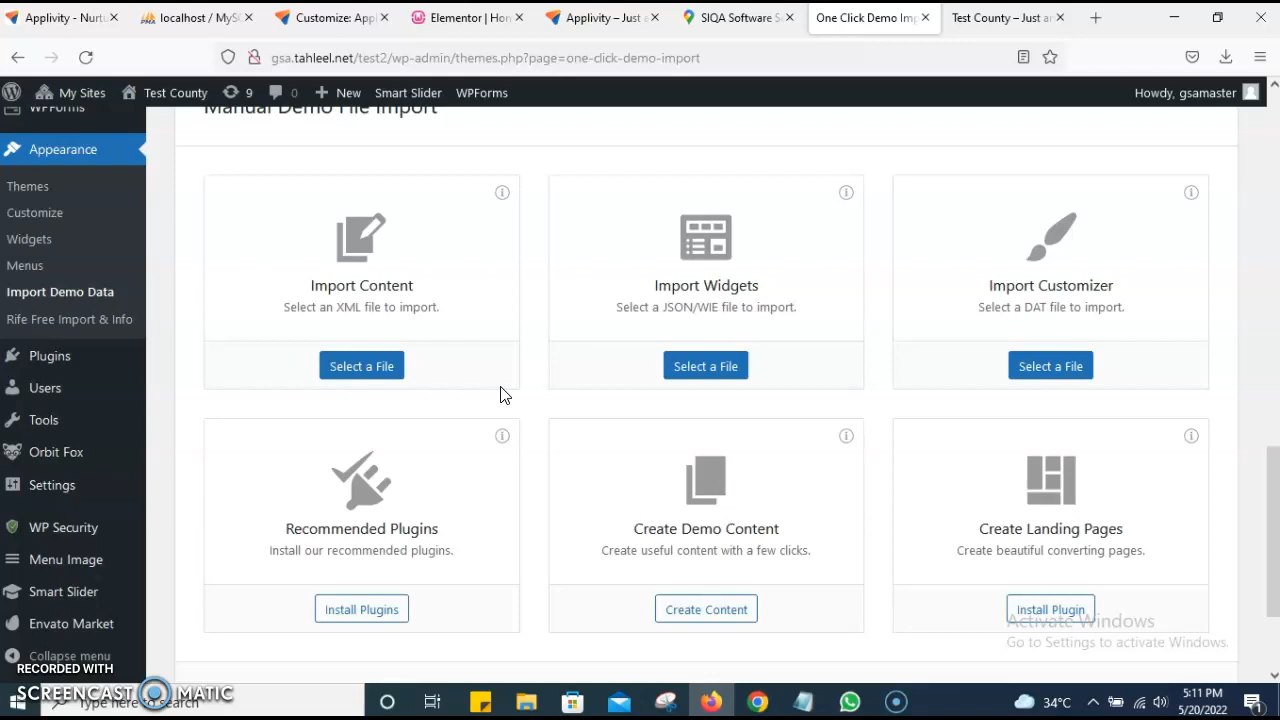 Applivity - Nurtu
localhost / MySC
Customize: Appl
Elementor | Hon
Applivity – Just a
SIQA Software S
One Click Demo Imp
Test County – Just an
gsa.tahleel.net/test2/wp-admin/themes.php?page=one-click-demo-import
My Sites
Test County
9
0
New
Smart Slider
WPForms
Howdy, gsamaster
WPForms
Appearance
Themes
Customize
Widgets
Menus
Import Demo Data
Rife Free Import & Info
Plugins
Users
Tools
Orbit Fox
Settings
WP Security
Menu Image
Smart Slider
Envato Market
Collapse menu
Manual Demo File Import
Import Content
Select an XML file to import.
Select a File
Import Widgets
Select a JSON/WIE file to import.
Select a File
Import Customizer
Select a DAT file to import.
Select a File
Recommended Plugins
Install our recommended plugins.
Install Plugins
Create Demo Content
Create useful content with a few clicks.
Create Content
Create Landing Pages
Create beautiful converting pages.
Install Plugin
Activate Windows
Go to Settings to activate Windows.
RECORDED WITH
SCREENCAST MATIC
Type here to search
34°C
5:11 PM
5/20/2022
1